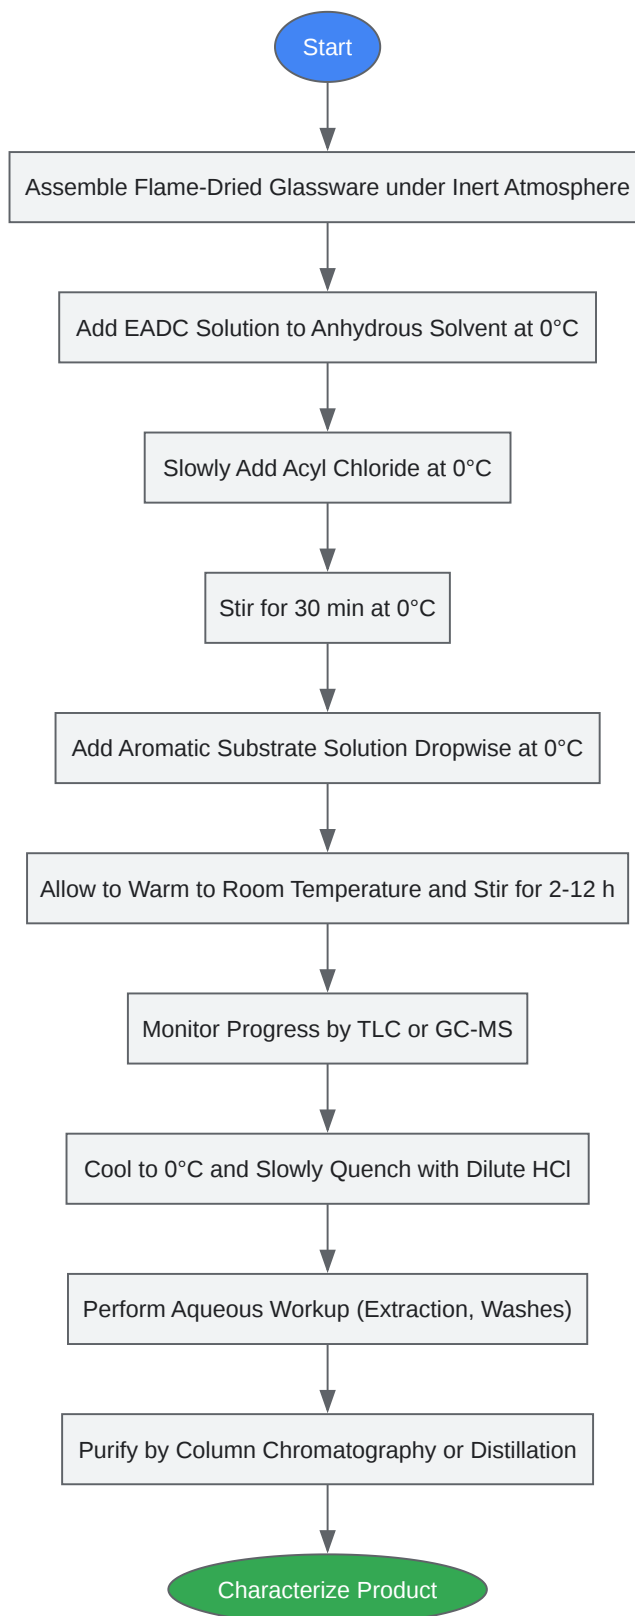 Start
Assemble Flame-Dried Glassware under Inert Atmosphere
Add EADC Solution to Anhydrous Solvent at 0°C
Slowly Add Acyl Chloride at 0°C
Stir for 30 min at 0°C
Add Aromatic Substrate Solution Dropwise at 0°C
Allow to Warm to Room Temperature and Stir for 2-12 h
Monitor Progress by TLC or GC-MS
Cool to 0°C and Slowly Quench with Dilute HCl
Perform Aqueous Workup (Extraction, Washes)
Purify by Column Chromatography or Distillation
Characterize Product